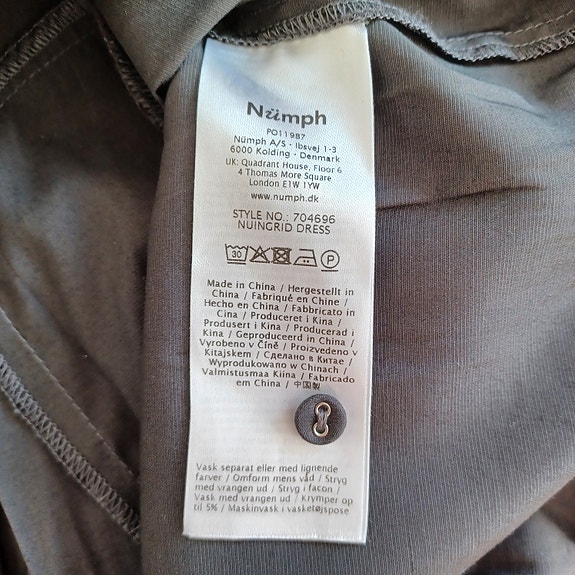 Nümph
PO11987
Nümph A/S · Ibsvej 1-3
6000 Kolding · Denmark
UK: Quadrant House, Floor 6
4 Thomas More Square
London E1W 1YW
www.numph.dk
STYLE NO.: 704696
NUINGRID DRESS
30 P
Made in China / Hergestellt in
China / Fabriqué en Chine /
Hecho en China / Fabbricato in
Cina / Produceret i Kina /
Produsert i Kina / Producerad i
Kina / Geproduceerd in China /
Vyrobeno v Číně / Proizvedeno v
Kitajskem / Сделано в Китае /
Wyprodukowano w Chinach /
Valmistusmaa Kiina / Fabricado
em China / 中国製
Vask separat eller med lignende
farver / Omform mens våd / Stryg
med vrangen ud / Stryg i facon /
Vask med vrangen ud / Krymper op
til 5% / Maskinvask i vasketøjspose